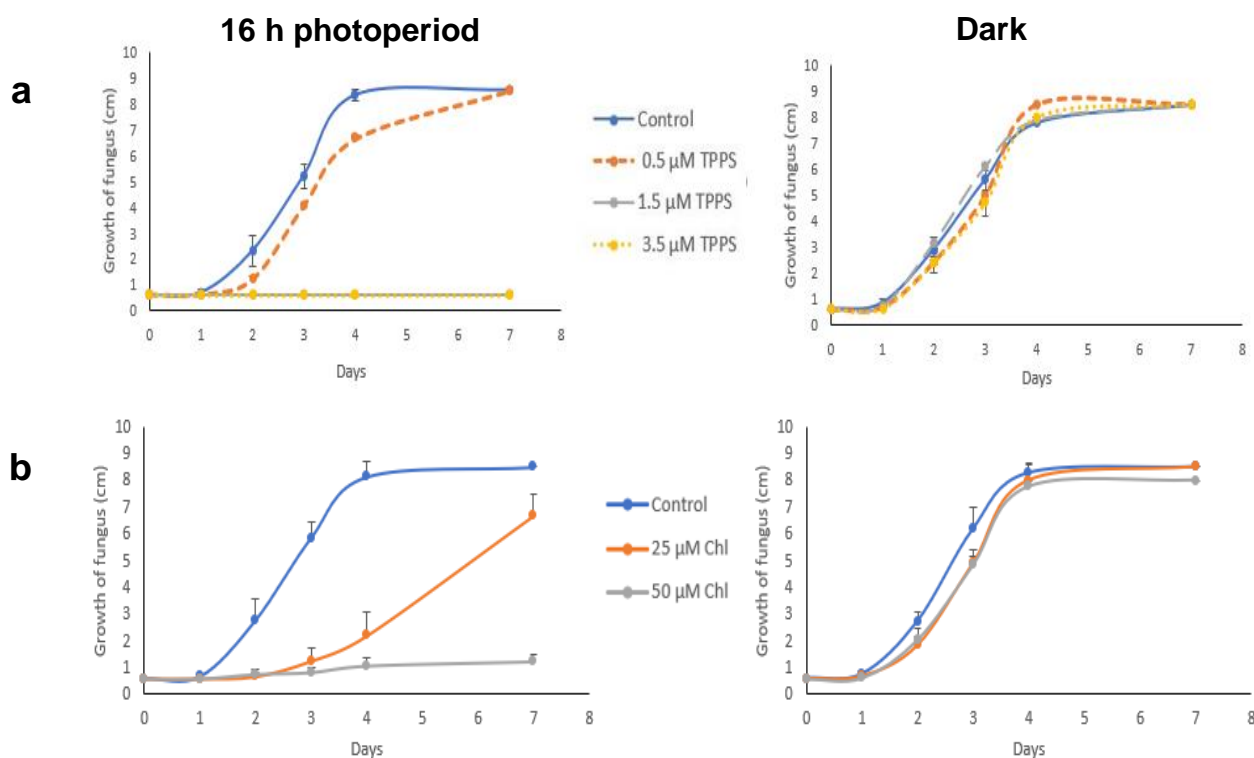 16 h photoperiod
Dark
a
Growth of fungus (cm)
10
9
8
7
6
5
4
3
2
1
0
0 1 2 3 4 5 6 7 8
Days
Control
0.5 µM TPPS
1.5 µM TPPS
3.5 µM TPPS
Growth of fungus (cm)
10
9
8
7
6
5
4
3
2
1
0
0 1 2 3 4 5 6 7 8
Days
b
Growth of fungus (cm)
10
9
8
7
6
5
4
3
2
1
0
0 1 2 3 4 5 6 7 8
Days
Control
25 µM Chl
50 µM Chl
Growth of fungus (cm)
10
9
8
7
6
5
4
3
2
1
0
0 1 2 3 4 5 6 7 8
Days